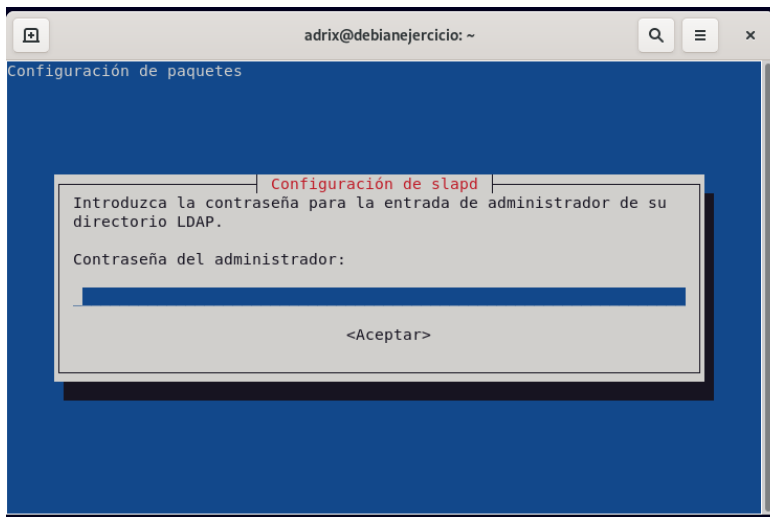 adrix@debianejercicio: ~
Configuración de paquetes
Configuración de slapd
Introduzca la contraseña para la entrada de administrador de su
directorio LDAP.
Contraseña del administrador:
<Aceptar>